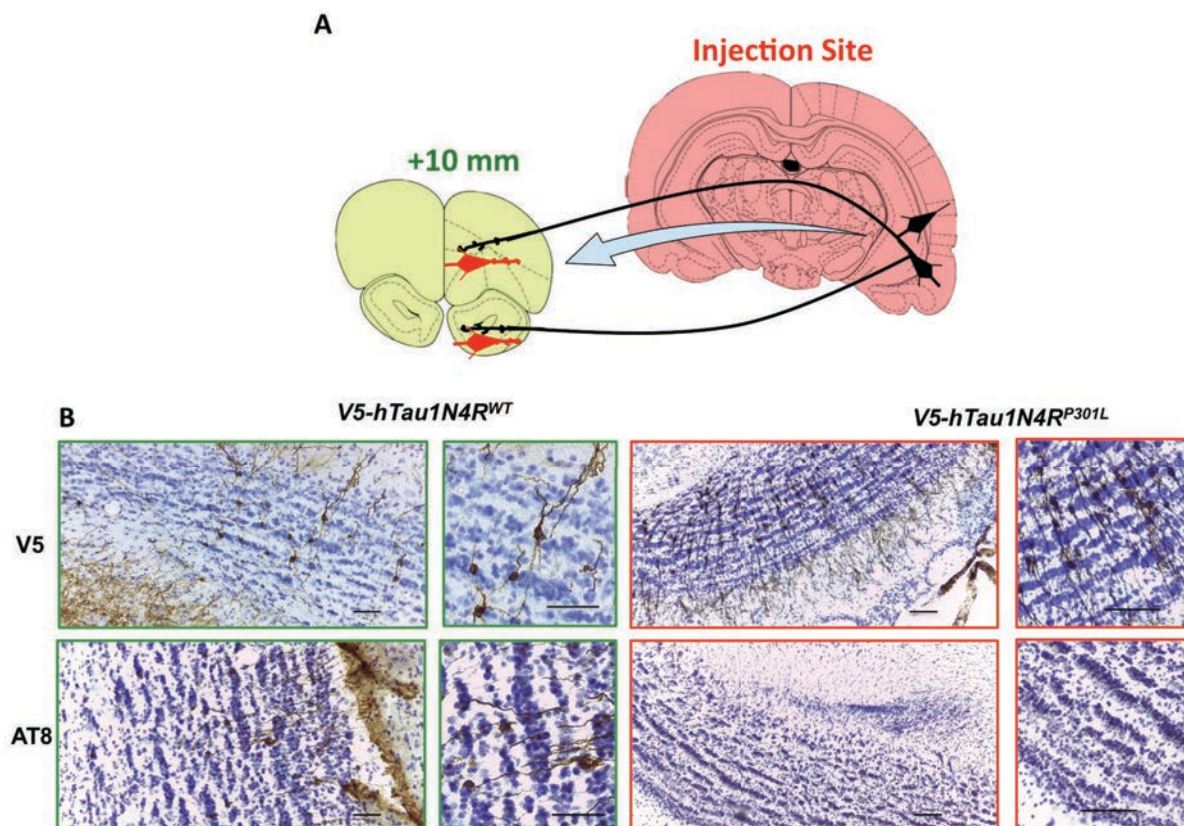 A
Injection Site
+10 mm
B
V5-hTau1N4R^WT
V5-hTau1N4R^P301L
V5
AT8